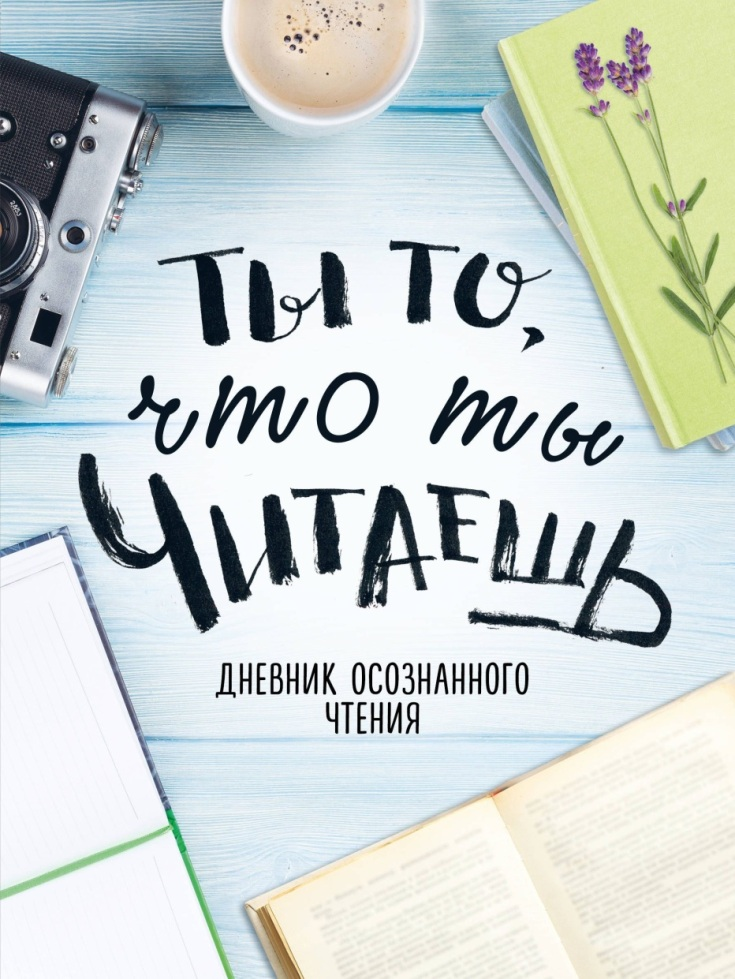 Ты то,
что ты
Читаешь
ДНЕВНИК ОСОЗНАННОГО
ЧТЕНИЯ